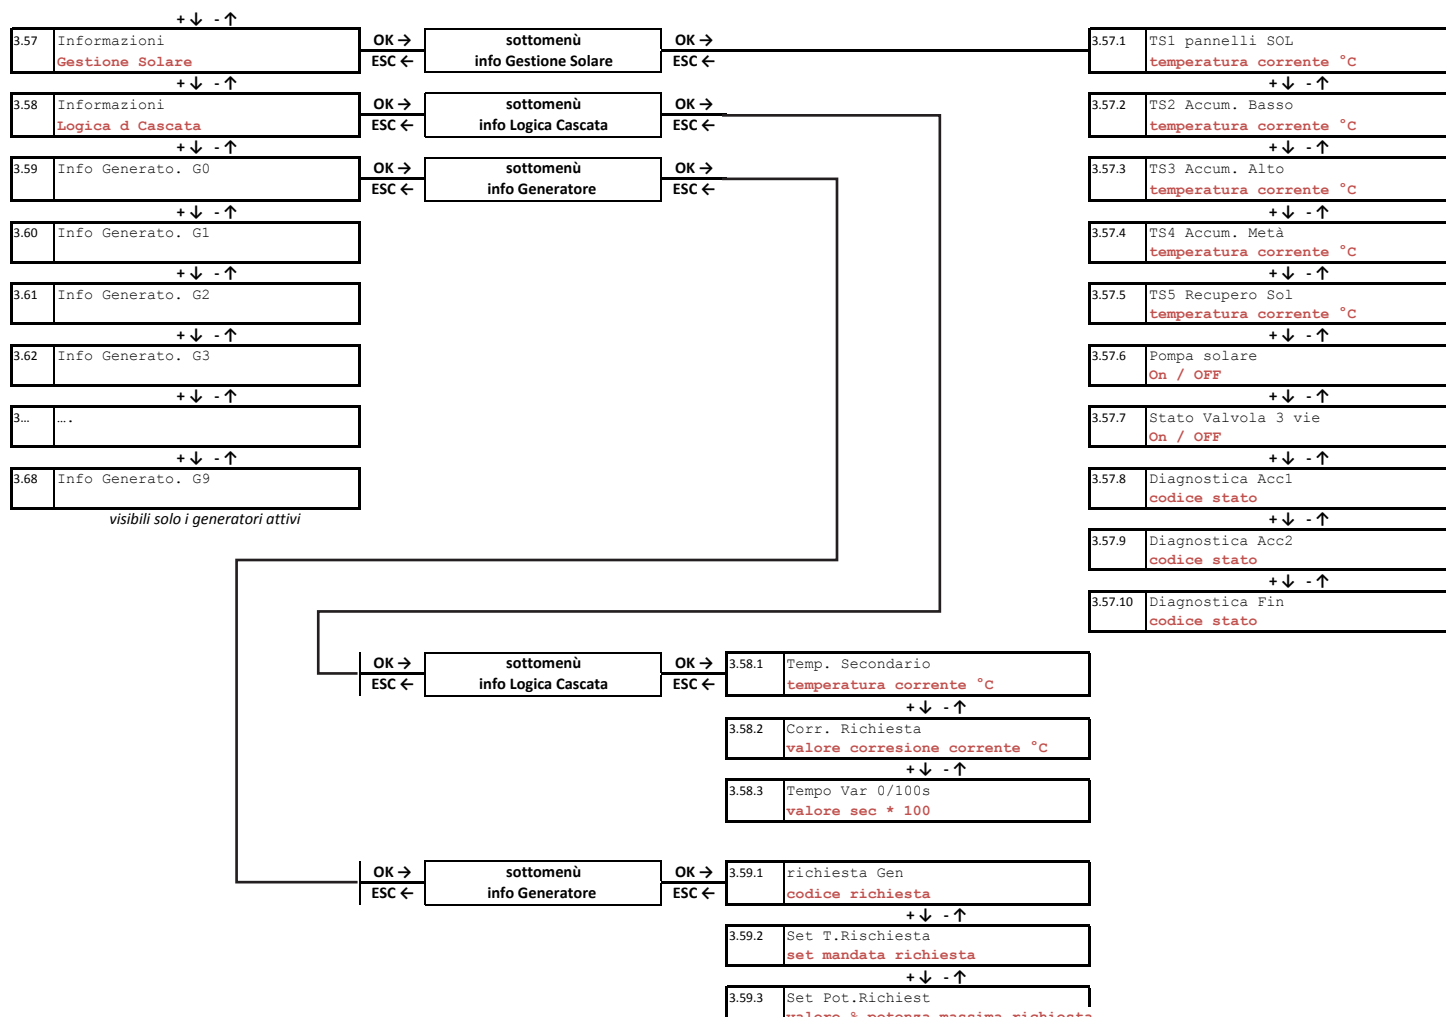 + ↓ - ↑
3.57 Informazioni
Gestione Solare
OK →
ESC ←
sottomenù
info Gestione Solare
OK →
ESC ←
+ ↓ - ↑
3.58 Informazioni
Logica d Cascata
OK →
ESC ←
sottomenù
info Logica Cascata
OK →
ESC ←
+ ↓ - ↑
3.59 Info Generato. G0
OK →
ESC ←
sottomenù
info Generatore
OK →
ESC ←
+ ↓ - ↑
3.60 Info Generato. G1
+ ↓ - ↑
3.61 Info Generato. G2
+ ↓ - ↑
3.62 Info Generato. G3
+ ↓ - ↑
3... ....
+ ↓ - ↑
3.68 Info Generato. G9
visibili solo i generatori attivi
3.57.1 TS1 pannelli SOL
temperatura corrente °C
+ ↓ - ↑
3.57.2 TS2 Accum. Basso
temperatura corrente °C
+ ↓ - ↑
3.57.3 TS3 Accum. Alto
temperatura corrente °C
+ ↓ - ↑
3.57.4 TS4 Accum. Metà
temperatura corrente °C
+ ↓ - ↑
3.57.5 TS5 Recupero Sol
temperatura corrente °C
+ ↓ - ↑
3.57.6 Pompa solare
On / OFF
+ ↓ - ↑
3.57.7 Stato Valvola 3 vie
On / OFF
+ ↓ - ↑
3.57.8 Diagnostica Acc1
codice stato
+ ↓ - ↑
3.57.9 Diagnostica Acc2
codice stato
+ ↓ - ↑
3.57.10 Diagnostica Fin
codice stato
OK →
ESC ←
sottomenù
info Logica Cascata
OK →
ESC ←
3.58.1 Temp. Secondario
temperatura corrente °C
+ ↓ - ↑
3.58.2 Corr. Richiesta
valore corresione corrente °C
+ ↓ - ↑
3.58.3 Tempo Var 0/100s
valore sec * 100
OK →
ESC ←
sottomenù
info Generatore
OK →
ESC ←
3.59.1 richiesta Gen
codice richiesta
+ ↓ - ↑
3.59.2 Set T.Rischiesta
set mandata richiesta
+ ↓ - ↑
3.59.3 Set Pot.Richiest
valore % potenza massima richiesta